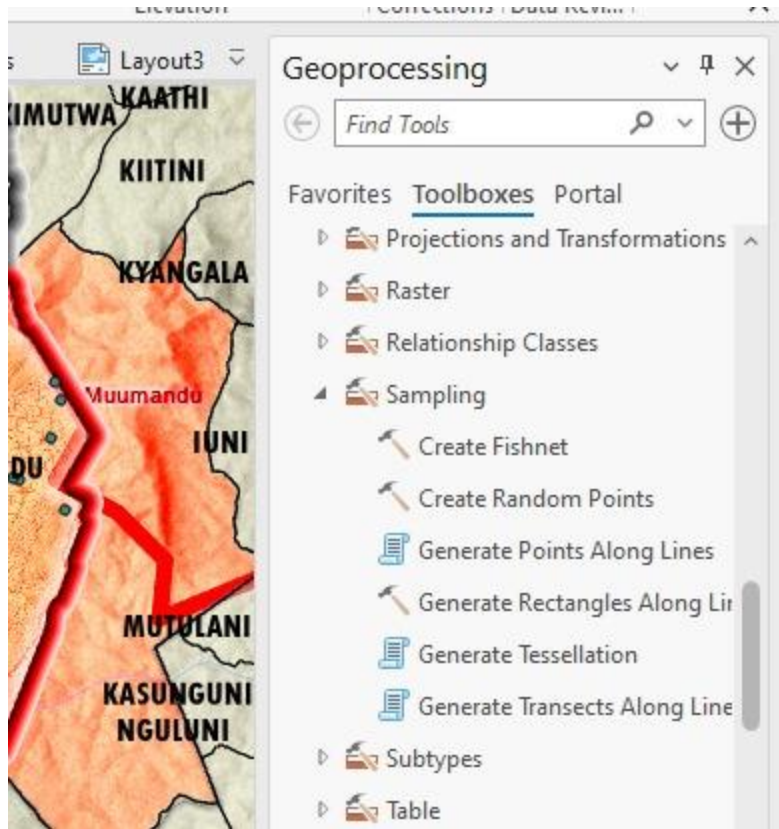 Elevation
Corrections
Data Revi...
Layout3
Geoprocessing
Find Tools
Favorites Toolboxes Portal
Projections and Transformations
Raster
Relationship Classes
Sampling
Create Fishnet
Create Random Points
Generate Points Along Lines
Generate Rectangles Along Lin
Generate Tessellation
Generate Transects Along Line
Subtypes
Table
KIMUTWA
KAATHI
KIITINI
KYANGALA
Muumandu
IUNI
DU
MUTULANI
KASUNGUNI
NGULUNI